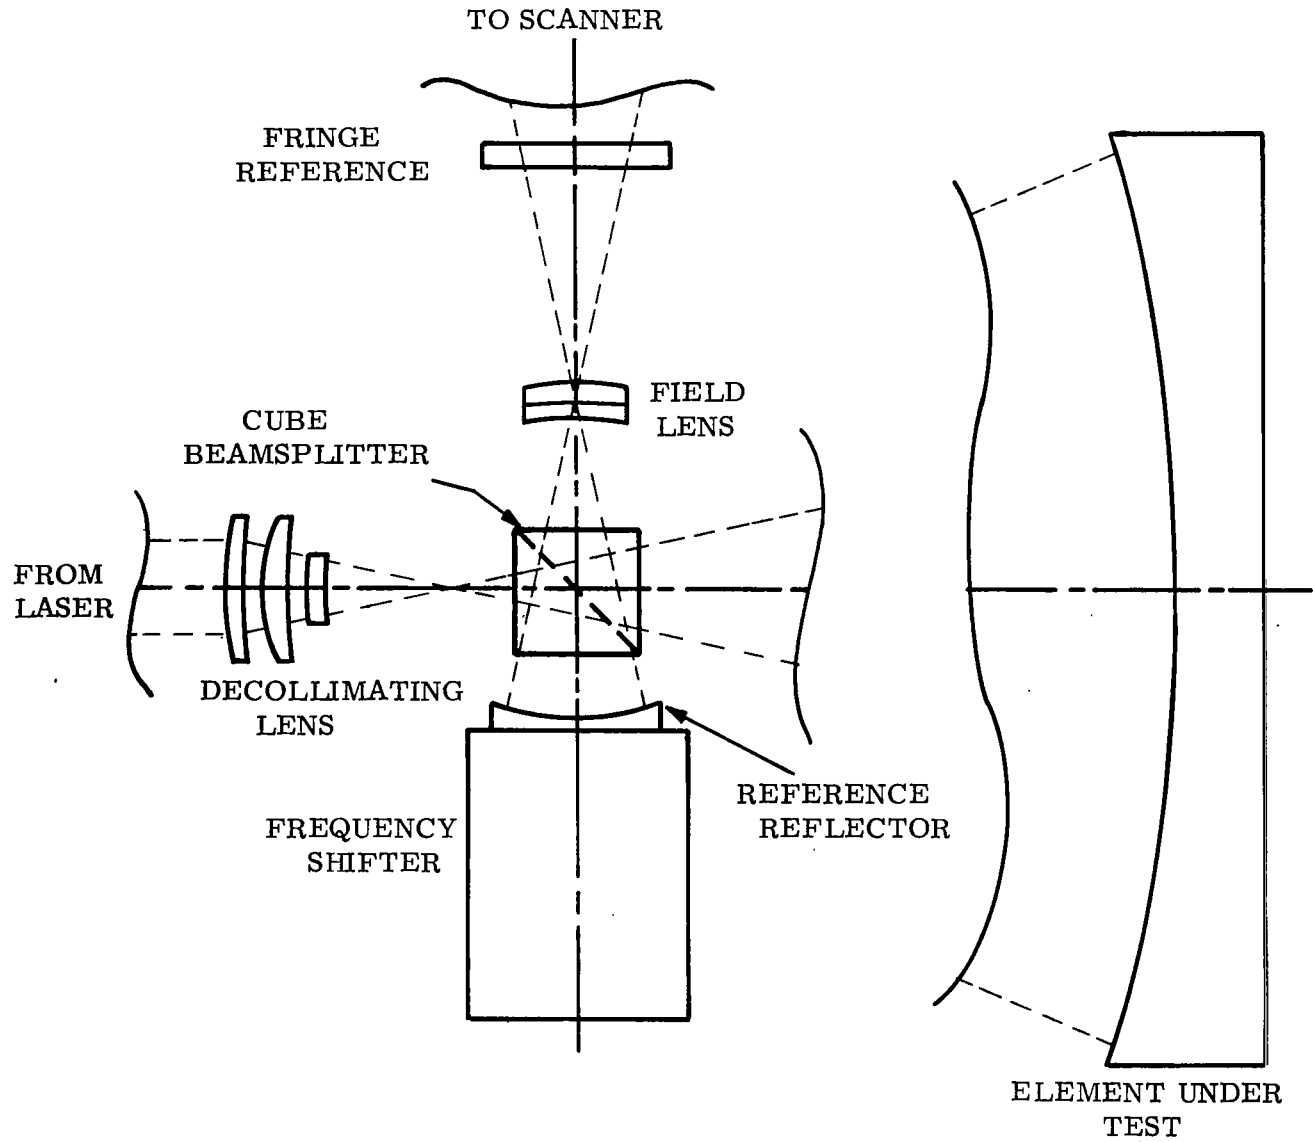 TO SCANNER
FRINGE
REFERENCE
FIELD
LENS
CUBE
BEAMSPLITTER
FROM
LASER
DECOLLIMATING
LENS
REFERENCE
REFLECTOR
FREQUENCY
SHIFTER
ELEMENT UNDER
TEST